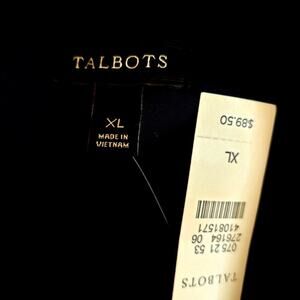 TALBOTS
XL
MADE IN
VIETNAM
TALBOTS
41081571
276164 06
075 21 53
XL
$89.50